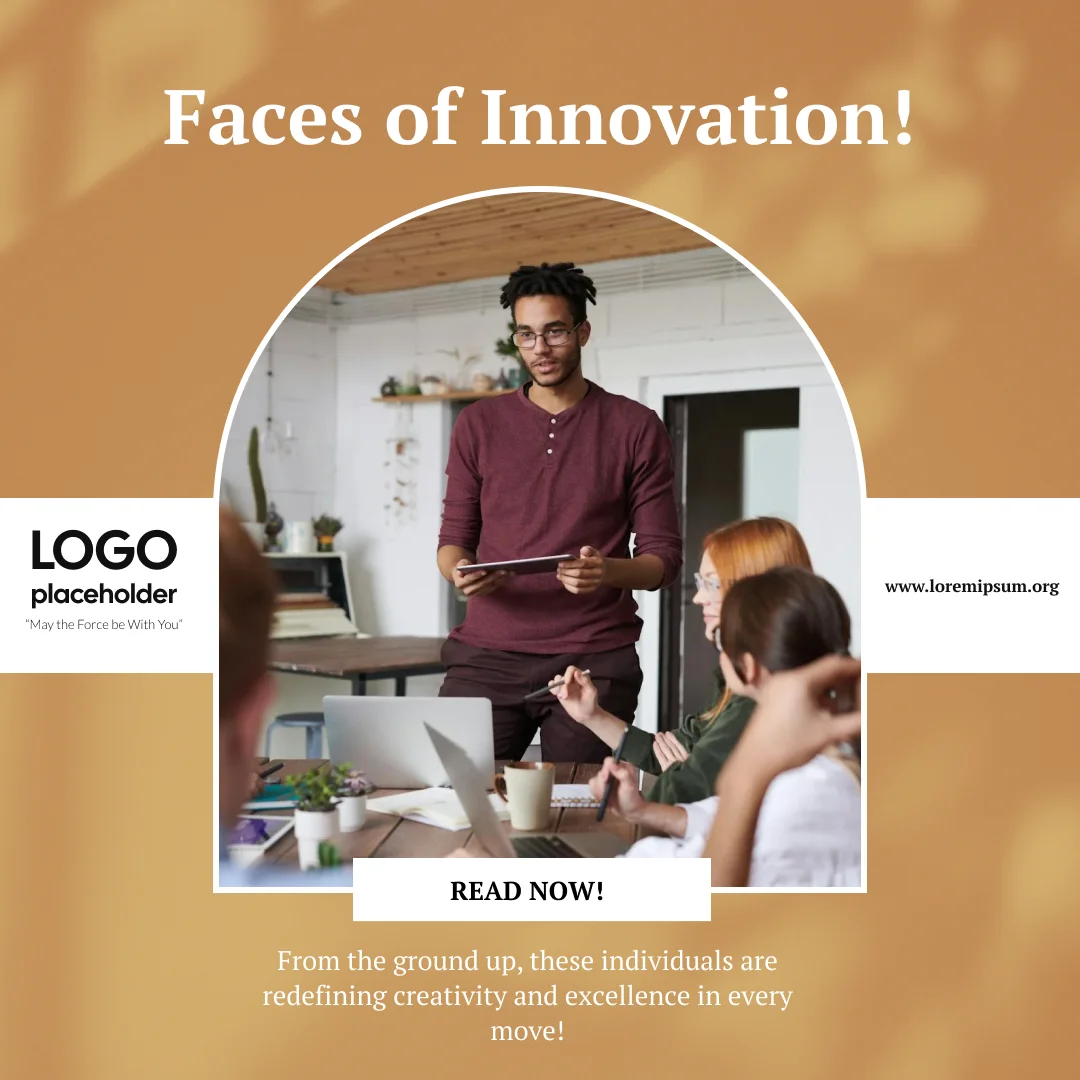 Faces of Innovation!
LOGO
placeholder
“May the Force be With You”
www.loremipsum.org
READ NOW!
From the ground up, these individuals are
redefining creativity and excellence in every
move!